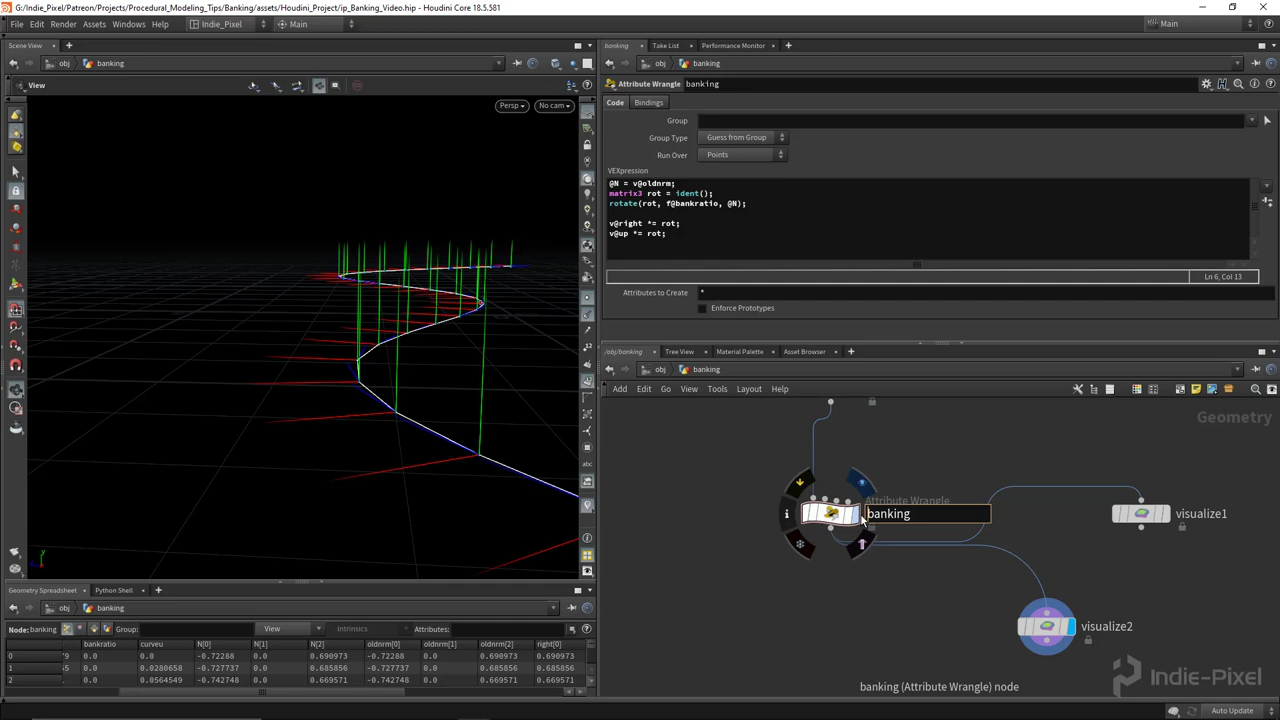 G:/Indie_Pixel/Patreon/Projects/Procedural_Modeling_Tips/Banking/assets/Houdini_Project/ip_Banking_Video.hip - Houdini Core 18.5.581
File Edit Render Assets Windows Help Indie_Pixel Main Main
Scene View
obj banking
View
Persp No cam
abc
y
Geometry Spreadsheet Python Shell
obj banking
Node: banking Group: View Intrinsics Attributes:
bankratio curveu N[0] N[1] N[2] oldnrm[0] oldnrm[1] oldnrm[2] right[0]
0 '9 0.0 0.0 -0.72288 0.0 0.690973 -0.72288 0.0 0.690973 0.690973
1 i5 0.0 0.0280658 -0.727737 0.0 0.685856 -0.727737 0.0 0.685856 0.685856
2 0.0 0.0564549 -0.742748 0.0 0.669571 -0.742748 0.0 0.669571 0.669571
banking Take List Performance Monitor
obj banking
Attribute Wrangle banking
Code Bindings
Group
Group Type Guess from Group
Run Over Points
VEXpression
@N = v@oldnrm;
matrix3 rot = ident();
rotate(rot, f@bankratio, @N);
v@right *= rot;
v@up *= rot;
Ln 6, Col 13
Attributes to Create *
Enforce Prototypes
/obj/banking Tree View Material Palette Asset Browser
obj banking
Add Edit Go View Tools Layout Help
Geometry
Attribute Wrangle
banking
visualize1
visualize2
banking (Attribute Wrangle) node
Indie-Pixel
Auto Update